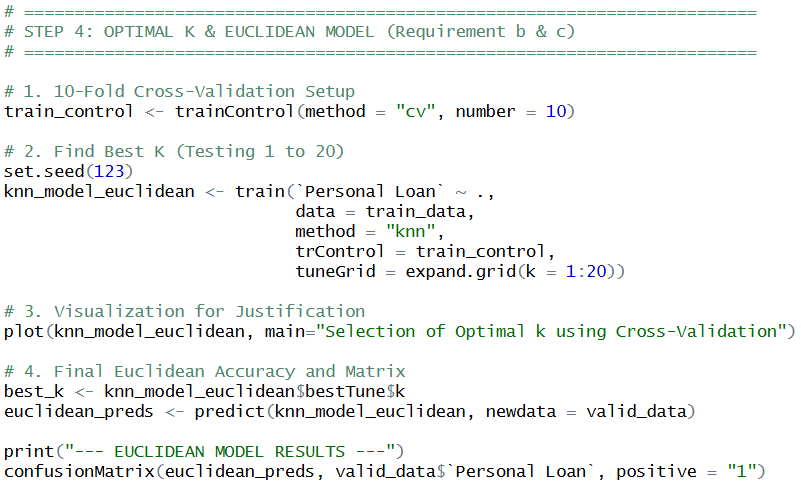 # =========================================================================
# STEP 4: OPTIMAL K & EUCLIDEAN MODEL (Requirement b & c)
# =========================================================================

# 1. 10-Fold Cross-Validation Setup
train_control <- trainControl(method = "cv", number = 10)

# 2. Find Best K (Testing 1 to 20)
set.seed(123)
knn_model_euclidean <- train(`Personal Loan` ~ .,
                             data = train_data,
                             method = "knn",
                             trControl = train_control,
                             tuneGrid = expand.grid(k = 1:20))

# 3. Visualization for Justification
plot(knn_model_euclidean, main="Selection of Optimal k using Cross-Validation")

# 4. Final Euclidean Accuracy and Matrix
best_k <- knn_model_euclidean$bestTune$k
euclidean_preds <- predict(knn_model_euclidean, newdata = valid_data)

print("--- EUCLIDEAN MODEL RESULTS ---")
confusionMatrix(euclidean_preds, valid_data$`Personal Loan`, positive = "1")